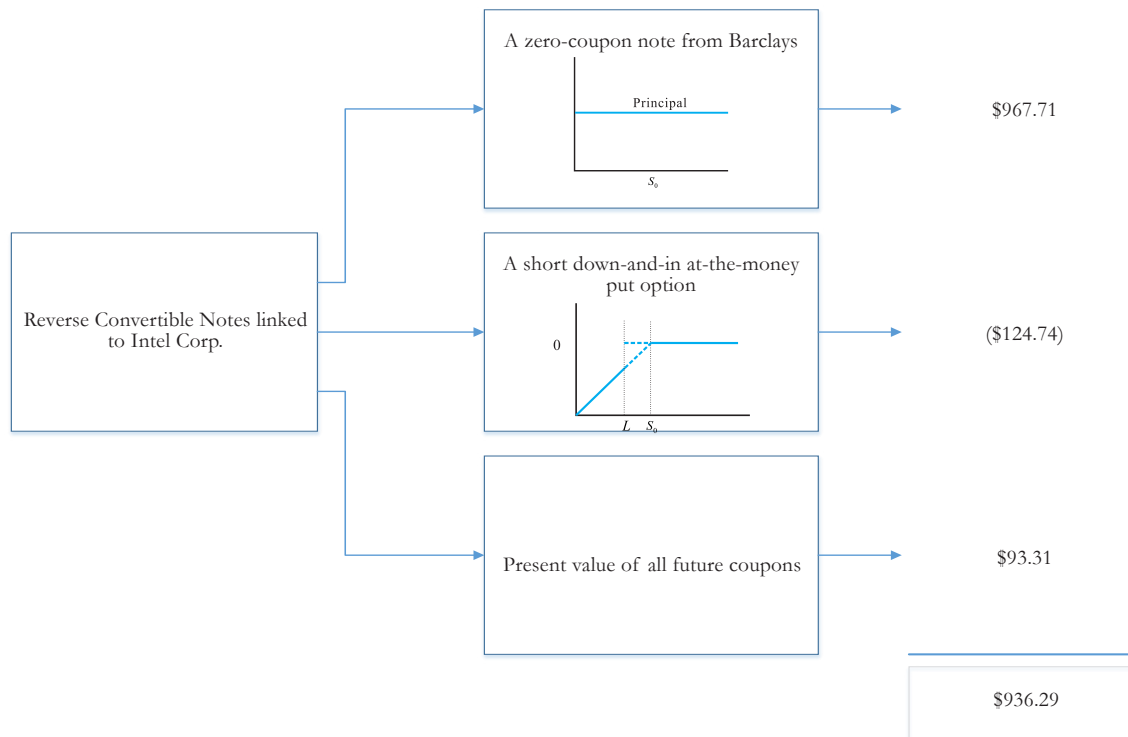 A zero-coupon note from Barclays
Principal
S₀
$967.71
Reverse Convertible Notes linked
to Intel Corp.
A short down-and-in at-the-money
put option
0
L S₀
($124.74)
Present value of all future coupons
$93.31
$936.29